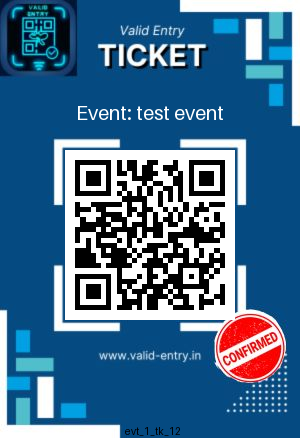 VALID
ENTRY
Valid Entry
TICKET
Event: test event
CONFIRMED
www.valid-entry.in
evt_1_tk_12